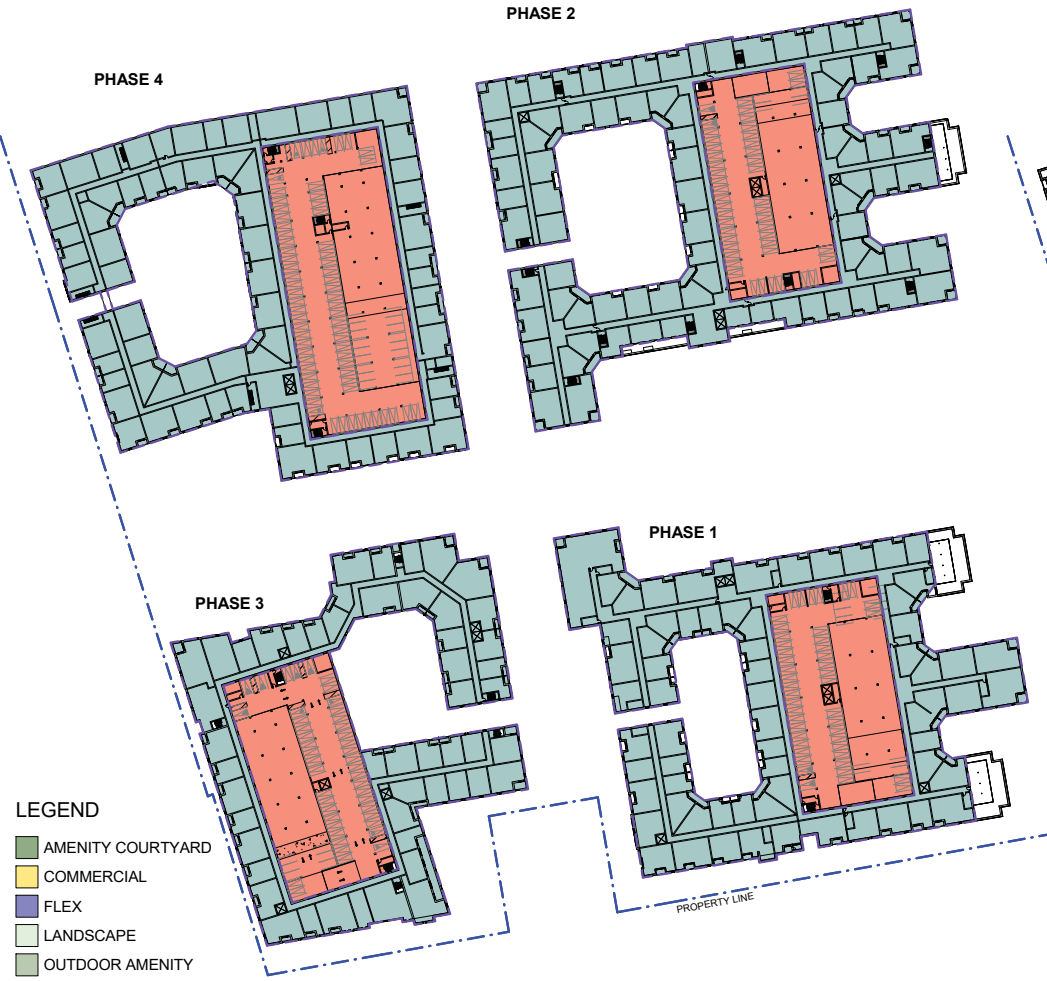 PHASE 2
PHASE 4
PHASE 1
PHASE 3
LEGEND
AMENITY COURTYARD
COMMERCIAL
FLEX
LANDSCAPE
OUTDOOR AMENITY
PROPERTY LINE